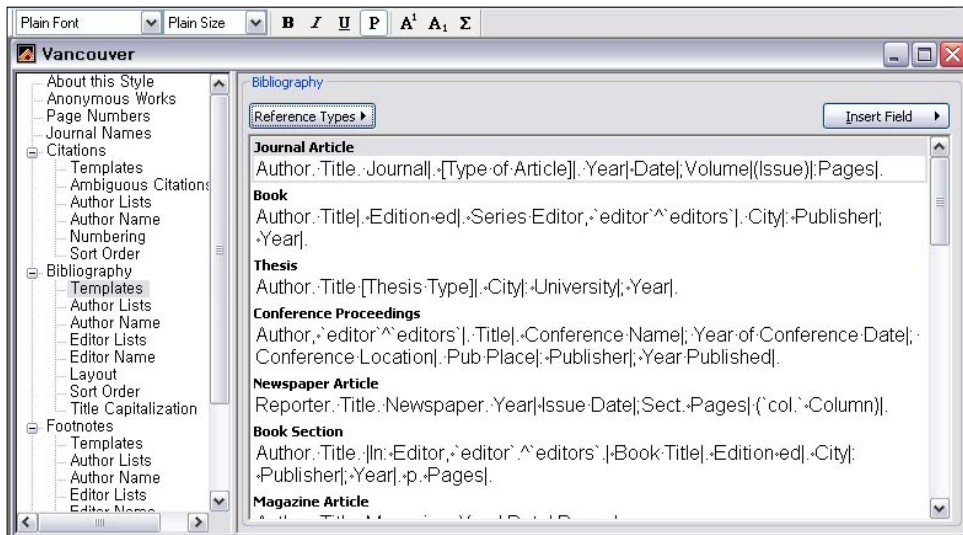 Plain Font Plain Size B I U P A¹ A₁ Σ
Vancouver
About this Style
Anonymous Works
Page Numbers
Journal Names
Citations
Templates
Ambiguous Citations
Author Lists
Author Name
Numbering
Sort Order
Bibliography
Templates
Author Lists
Author Name
Editor Lists
Editor Name
Layout
Sort Order
Title Capitalization
Footnotes
Templates
Author Lists
Author Name
Editor Lists
Editor Name
Bibliography
Reference Types Insert Field
Journal Article
Author.·Title.·Journal|.·[Type·of·Article]|.·Year|·Date|;Volume|(Issue)|:Pages|.
Book
Author.·Title|.·Edition·ed|.·Series·Editor,·`editor`^`editors`|.·City|:·Publisher|;
·Year|.
Thesis
Author.·Title·[Thesis·Type]|.·City|:·University|;·Year|.
Conference Proceedings
Author,·`editor`^`editors`|.·Title|.·Conference·Name|;·Year·of·Conference·Date|;·
Conference·Location|.·Pub·Place|:·Publisher|;·Year·Published|.
Newspaper Article
Reporter.·Title.·Newspaper.·Year|·Issue·Date|;Sect.·Pages|·(`col.`·Column)|.
Book Section
Author.·Title.·|In:·Editor,·`editor`.^`editors`.|·Book·Title|.·Edition·ed|.·City|:
·Publisher|;·Year|.·p.·Pages|.
Magazine Article